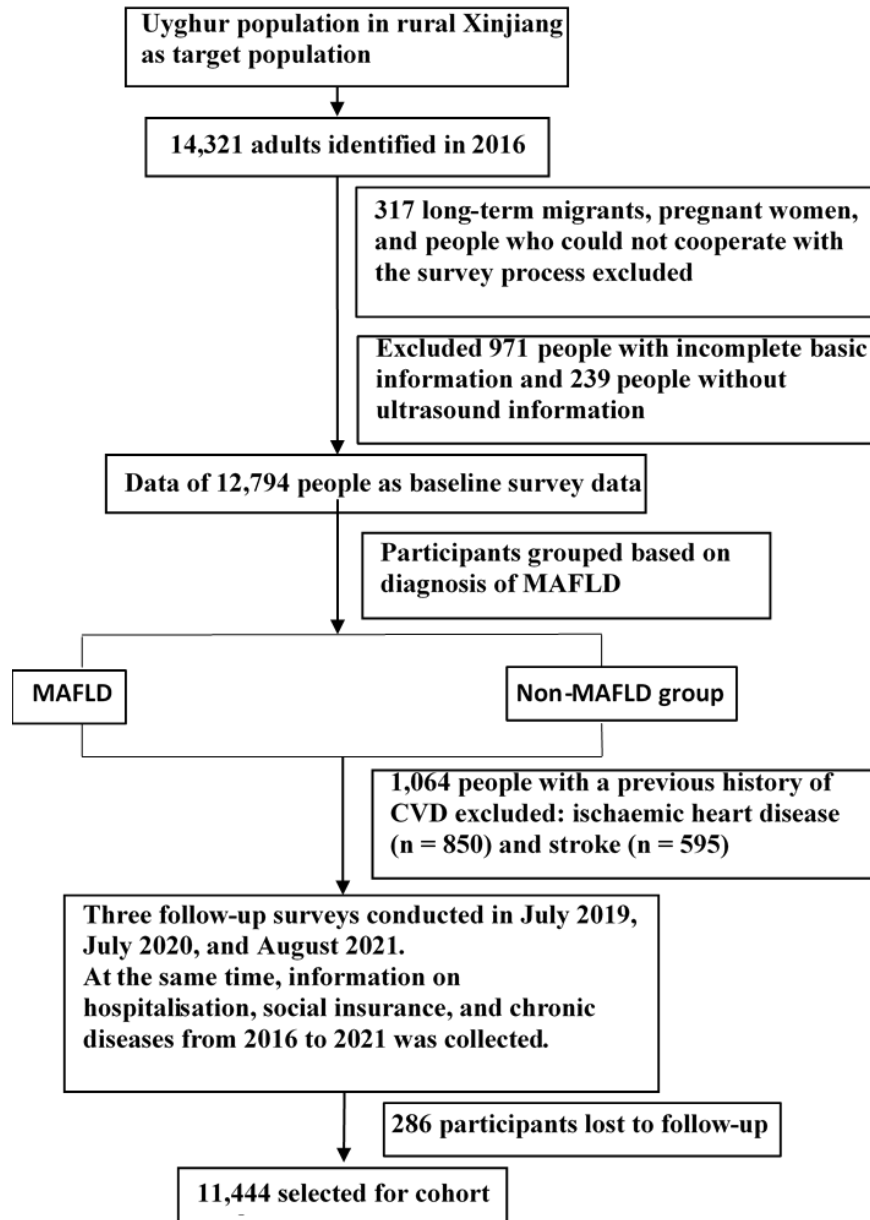 Uyghur population in rural Xinjiang
as target population
14,321 adults identified in 2016
317 long-term migrants, pregnant women,
and people who could not cooperate with
the survey process excluded
Excluded 971 people with incomplete basic
information and 239 people without
ultrasound information
Data of 12,794 people as baseline survey data
Participants grouped based on
diagnosis of MAFLD
MAFLD
Non-MAFLD group
1,064 people with a previous history of
CVD excluded: ischaemic heart disease
(n = 850) and stroke (n = 595)
Three follow-up surveys conducted in July 2019,
July 2020, and August 2021.
At the same time, information on
hospitalisation, social insurance, and chronic
diseases from 2016 to 2021 was collected.
286 participants lost to follow-up
11,444 selected for cohort